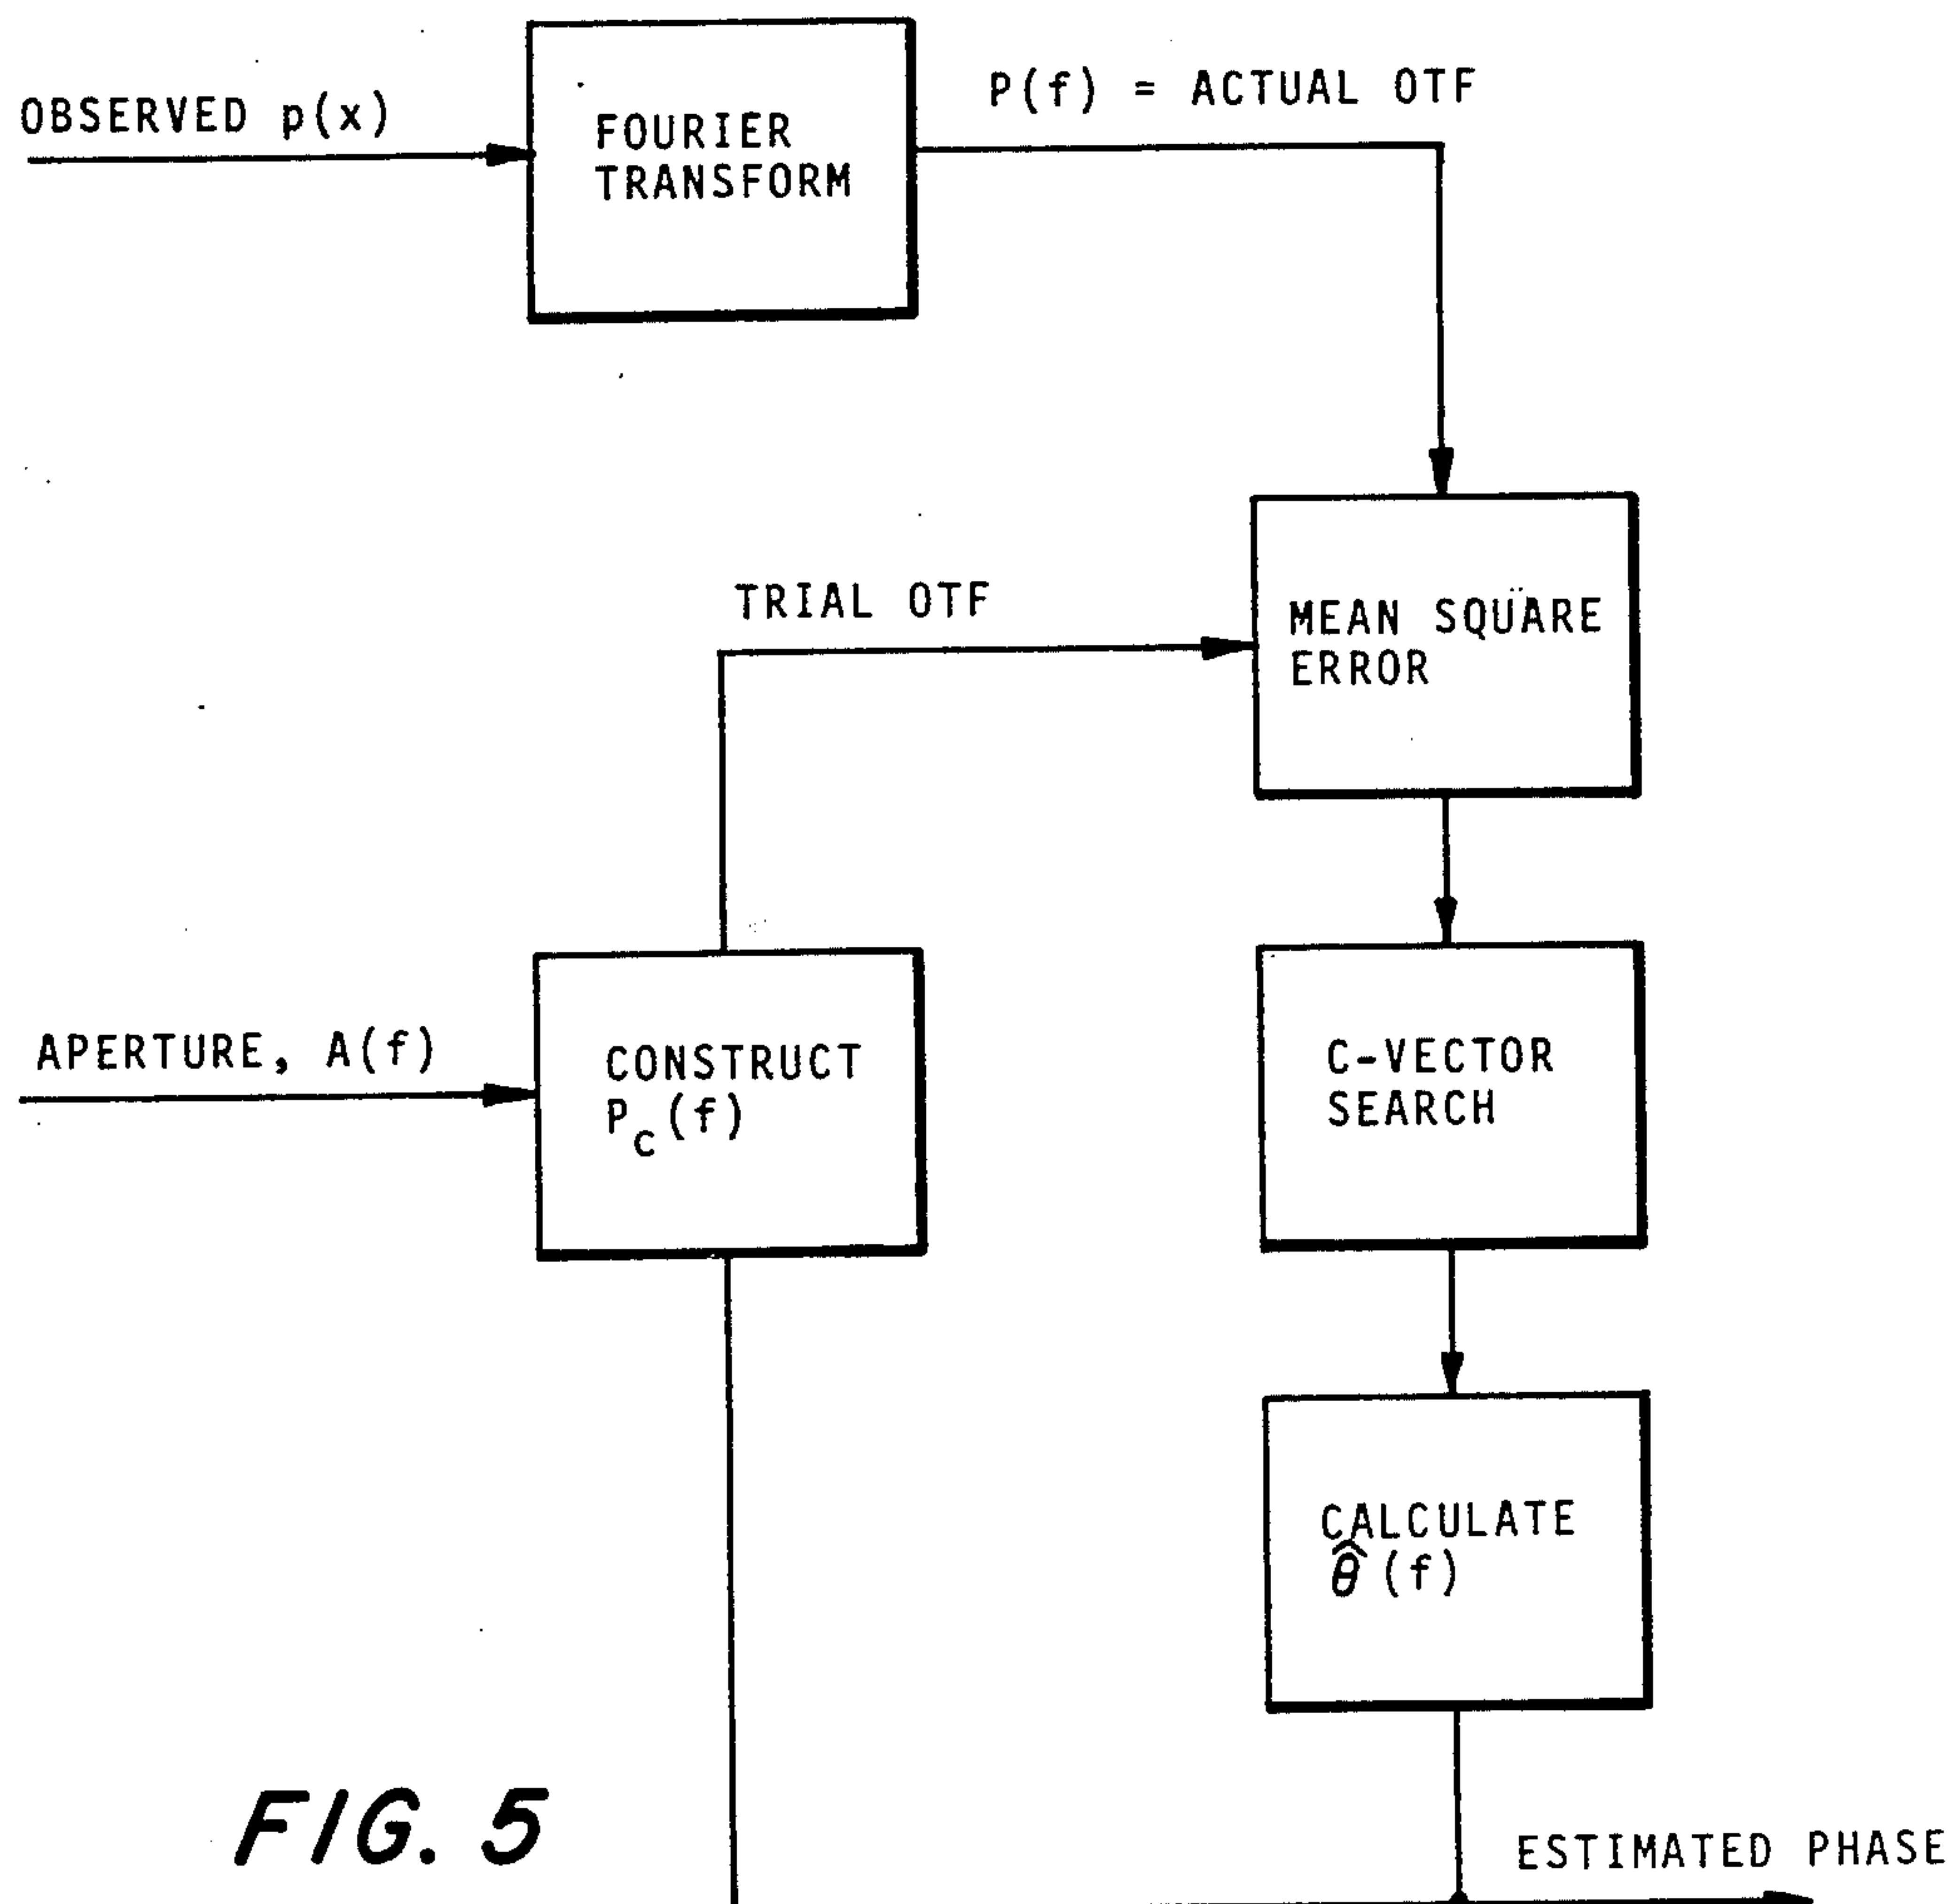 OBSERVED p(x)
P(f) = ACTUAL OTF
FOURIER
TRANSFORM
TRIAL OTF
MEAN SQUARE
ERROR
APERTURE, A(f)
CONSTRUCT
P_c(f)
C-VECTOR
SEARCH
CALCULATE
θ̂(f)
FIG. 5
ESTIMATED PHASE